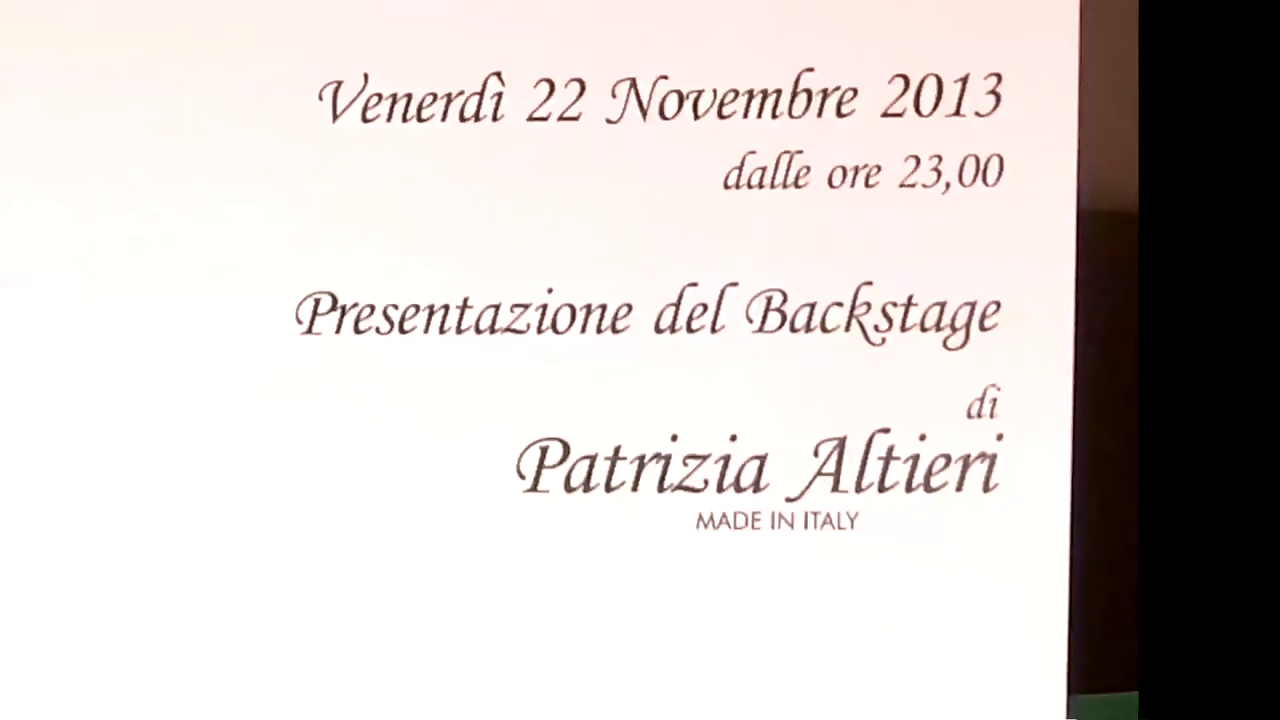 Venerdì 22 Novembre 2013
dalle ore 23,00
Presentazione del Backstage
di
Patrizia Altieri
MADE IN ITALY